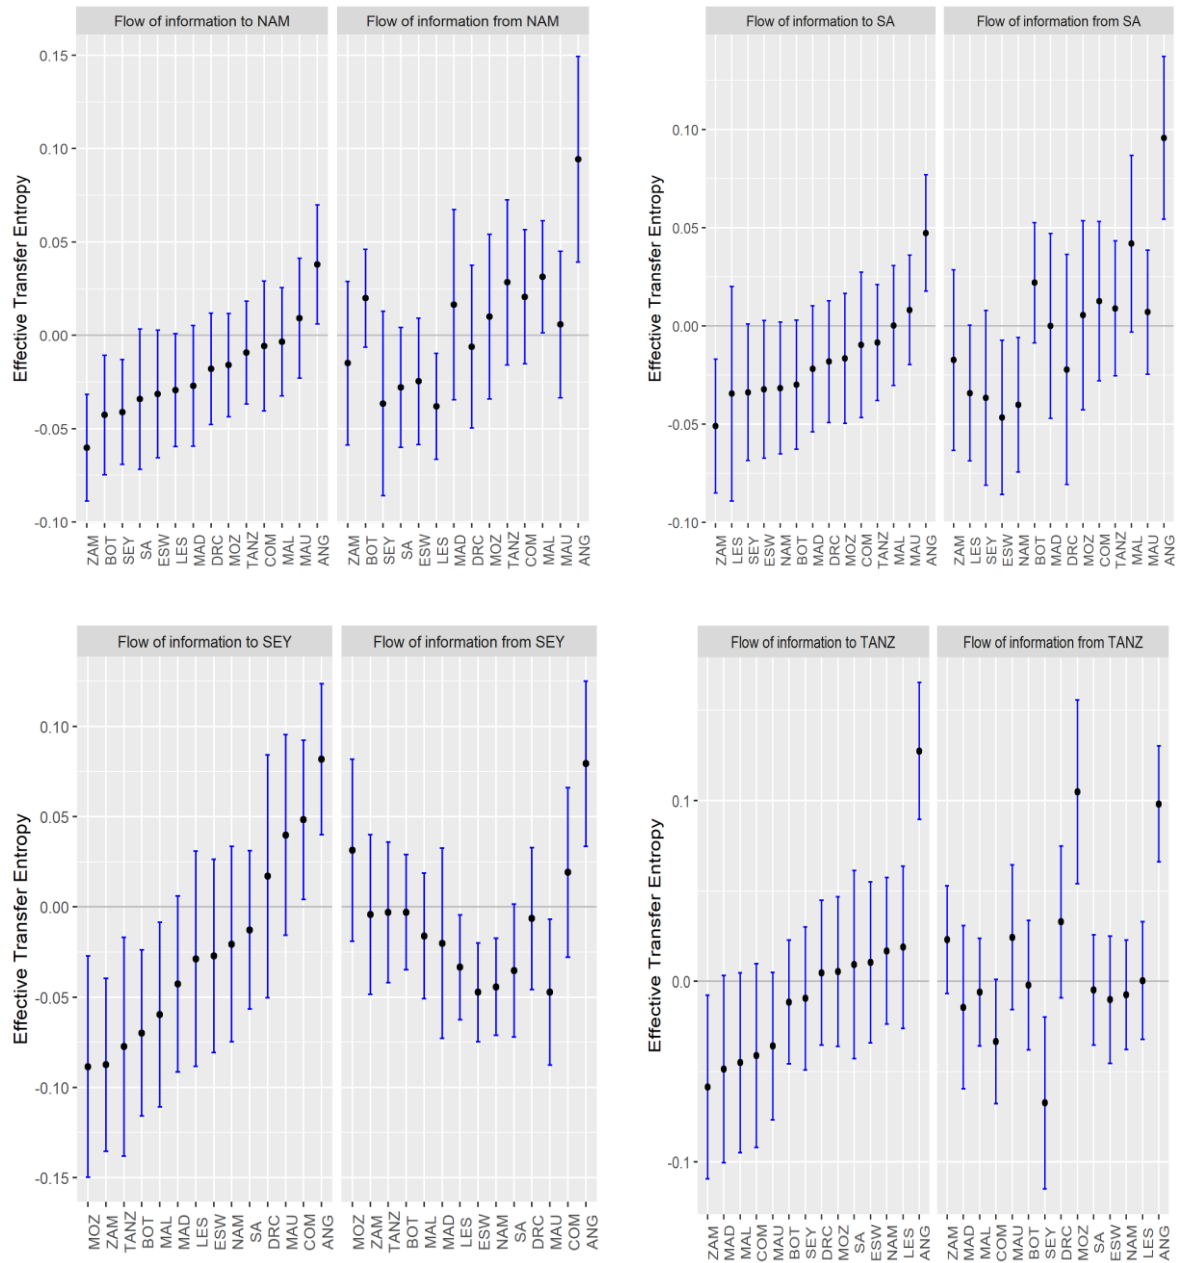 Flow of information to NAM
Flow of information from NAM
Effective Transfer Entropy
0.15
0.10
0.05
0.00
-0.05
-0.10
ZAM BOT SEY SA ESW LES MAD DRC MOZ TANZ COM MAL MAU ANG
ZAM BOT SEY SA ESW LES MAD DRC MOZ TANZ COM MAL MAU ANG
Flow of information to SA
Flow of information from SA
Effective Transfer Entropy
0.10
0.05
0.00
-0.05
-0.10
ZAM LES SEY ESW NAM BOT MAD DRC MOZ COM TANZ MAL MAU ANG
ZAM LES SEY ESW NAM BOT MAD DRC MOZ COM TANZ MAL MAU ANG
Flow of information to SEY
Flow of information from SEY
Effective Transfer Entropy
0.10
0.05
0.00
-0.05
-0.10
-0.15
MOZ ZAM TANZ BOT MAL MAD LES ESW NAM SA DRC MAU COM ANG
MOZ ZAM TANZ BOT MAL MAD LES ESW NAM SA DRC MAU COM ANG
Flow of information to TANZ
Flow of information from TANZ
Effective Transfer Entropy
0.1
0.0
-0.1
ZAM MAD MAL COM MAU BOT SEY DRC MOZ SA ESW NAM LES ANG
ZAM MAD MAL COM MAU BOT SEY DRC MOZ SA ESW NAM LES ANG